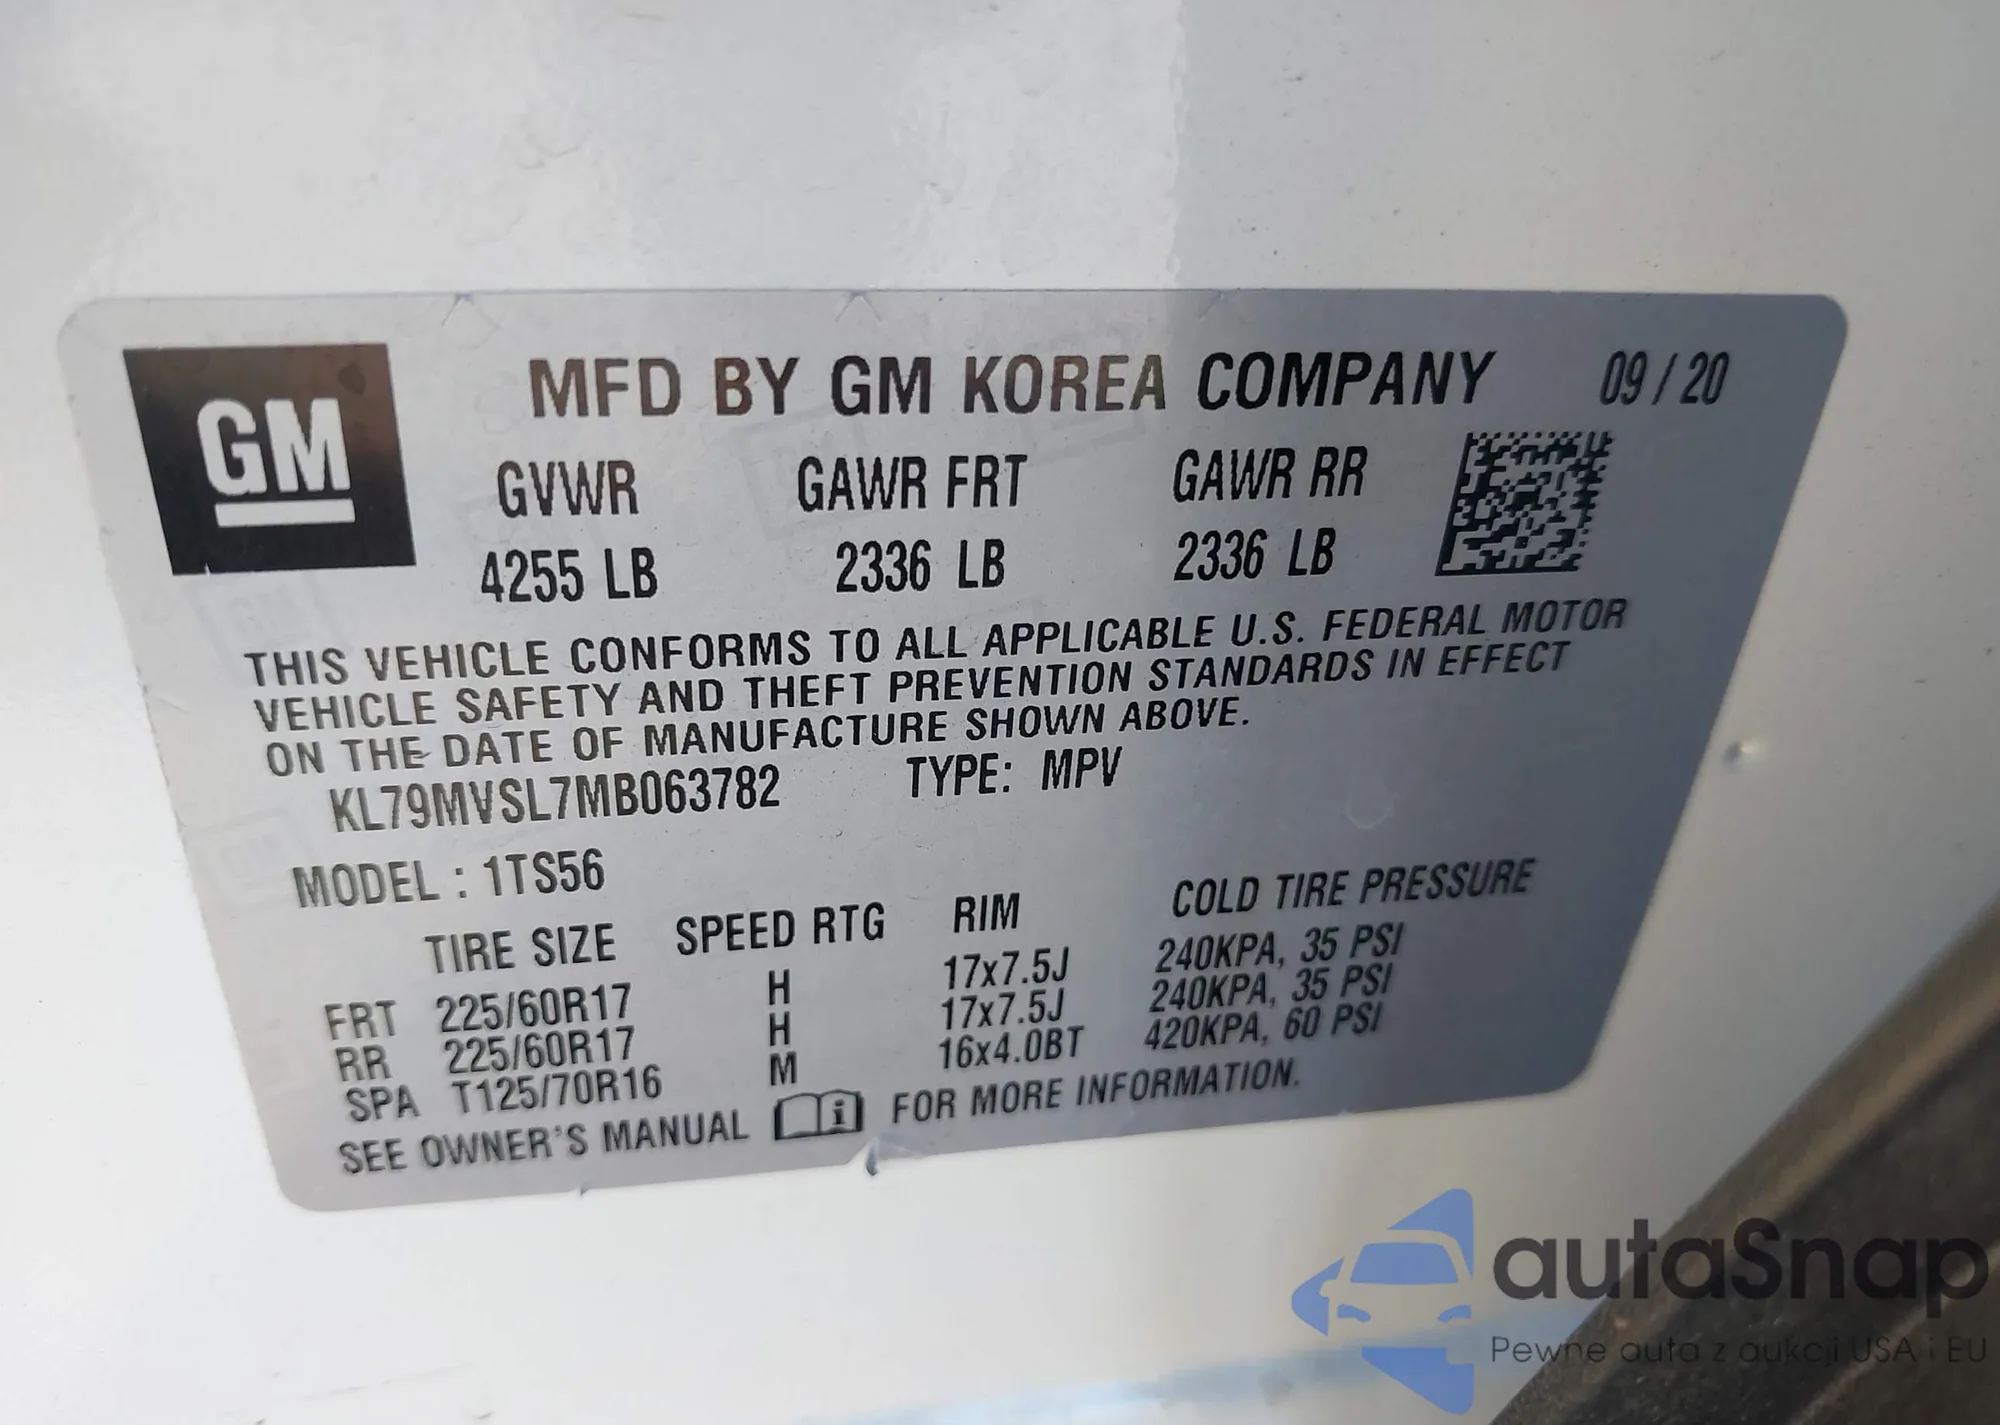 GM
MFD BY GM KOREA COMPANY 09/20
GVWR GAWR FRT GAWR RR
4255 LB 2336 LB 2336 LB
THIS VEHICLE CONFORMS TO ALL APPLICABLE U.S. FEDERAL MOTOR
VEHICLE SAFETY AND THEFT PREVENTION STANDARDS IN EFFECT
ON THE DATE OF MANUFACTURE SHOWN ABOVE.
KL79MVSL7MB063782 TYPE: MPV
MODEL : 1TS56
TIRE SIZE SPEED RTG RIM COLD TIRE PRESSURE
FRT 225/60R17 H 17x7.5J 240KPA, 35 PSI
RR 225/60R17 H 17x7.5J 240KPA, 35 PSI
SPA T125/70R16 M 16x4.0BT 420KPA, 60 PSI
SEE OWNER'S MANUAL i FOR MORE INFORMATION.
autaSnap
Pewne auta z aukcji USA i EU